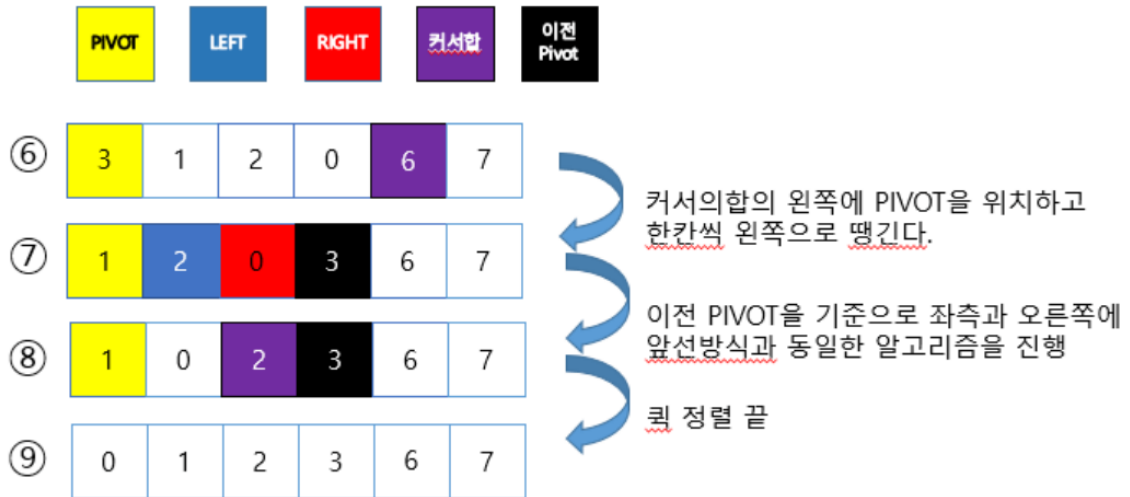 PIVOT LEFT RIGHT 커서합 이전
Pivot
⑥ 3 1 2 0 6 7
커서의합의 왼쪽에 PIVOT을 위치하고
한칸씩 왼쪽으로 땡긴다.
⑦ 1 2 0 3 6 7
이전 PIVOT을 기준으로 좌측과 오른쪽에
앞선방식과 동일한 알고리즘을 진행
⑧ 1 0 2 3 6 7
퀵 정렬 끝
⑨ 0 1 2 3 6 7